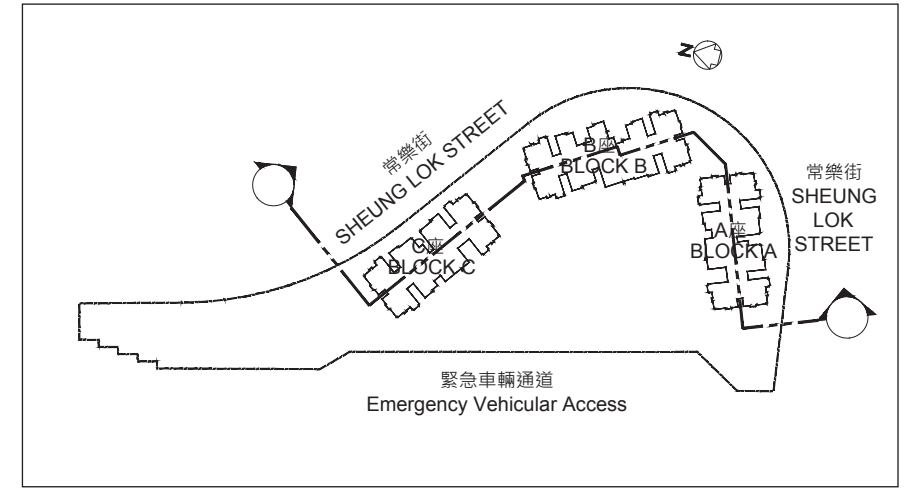 N
常樂街
SHEUNG LOK STREET
B座
BLOCK B
常樂街
SHEUNG
LOK
STREET
A座
BLOCK A
C座
BLOCK C
緊急車輛通道
Emergency Vehicular Access